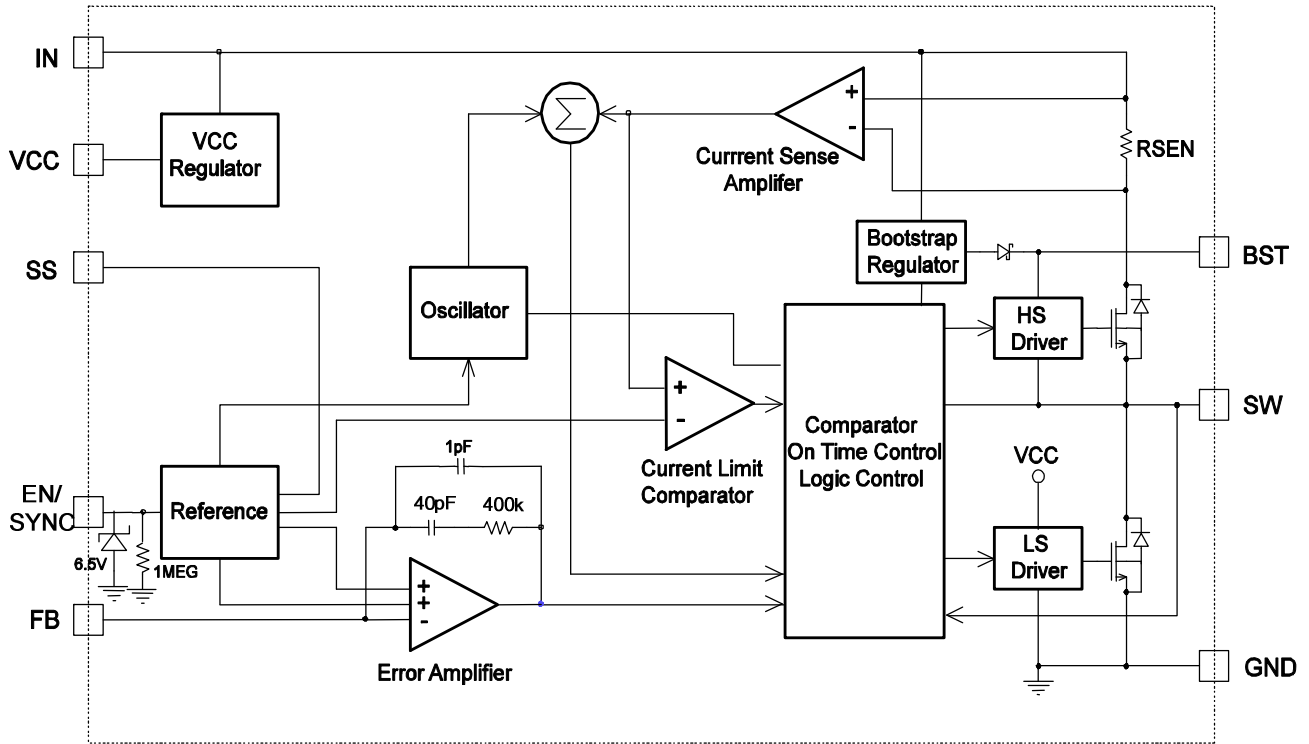 IN
VCC
VCC
Regulator
SS
Σ
+
-
Currrent Sense
Amplifer
RSEN
Bootstrap
Regulator
BST
Oscillator
HS
Driver
+
-
Current Limit
Comparator
Comparator
On Time Control
Logic Control
SW
VCC
EN/
SYNC
6.5V
1MEG
Reference
1pF
40pF
400k
LS
Driver
FB
+
+
-
Error Amplifier
GND